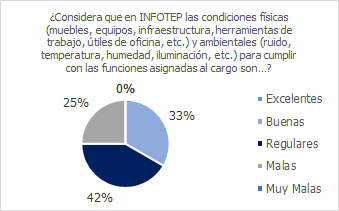 ¿Considera que en INFOTEP las condiciones físicas
(muebles, equipos, infraestructura, herramientas de
trabajo, útiles de oficina, etc.) y ambientales (ruido,
temperatura, humedad, iluminación, etc.) para cumplir
con las funciones asignadas al cargo son…?
0%
25%
33%
42%
Excelentes
Buenas
Regulares
Malas
Muy Malas